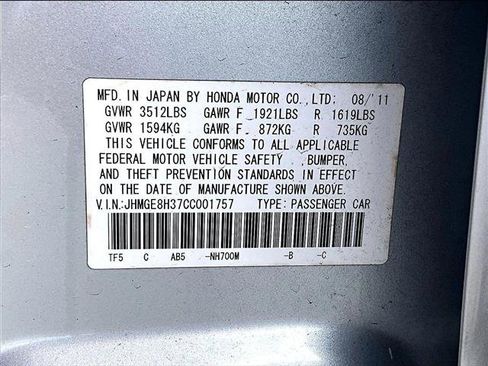 MFD. IN JAPAN BY HONDA MOTOR CO.,LTD: 08/'11
GVWR 3512LBS GAWR F 1921LBS R 1619LBS
GVWR 1594KG GAWR F 872KG R 735KG
THIS VEHICLE CONFORMS TO ALL APPLICABLE
FEDERAL MOTOR VEHICLE SAFETY , BUMPER,
AND THEFT PREVENTION STANDARDS IN EFFECT
ON THE DATE OF MANUFACTURE SHOWN ABOVE.
V.I.N.:JHMGE8H37CC001757 TYPE: PASSENGER CAR
TF5 C AB5 -NH700M -B -C